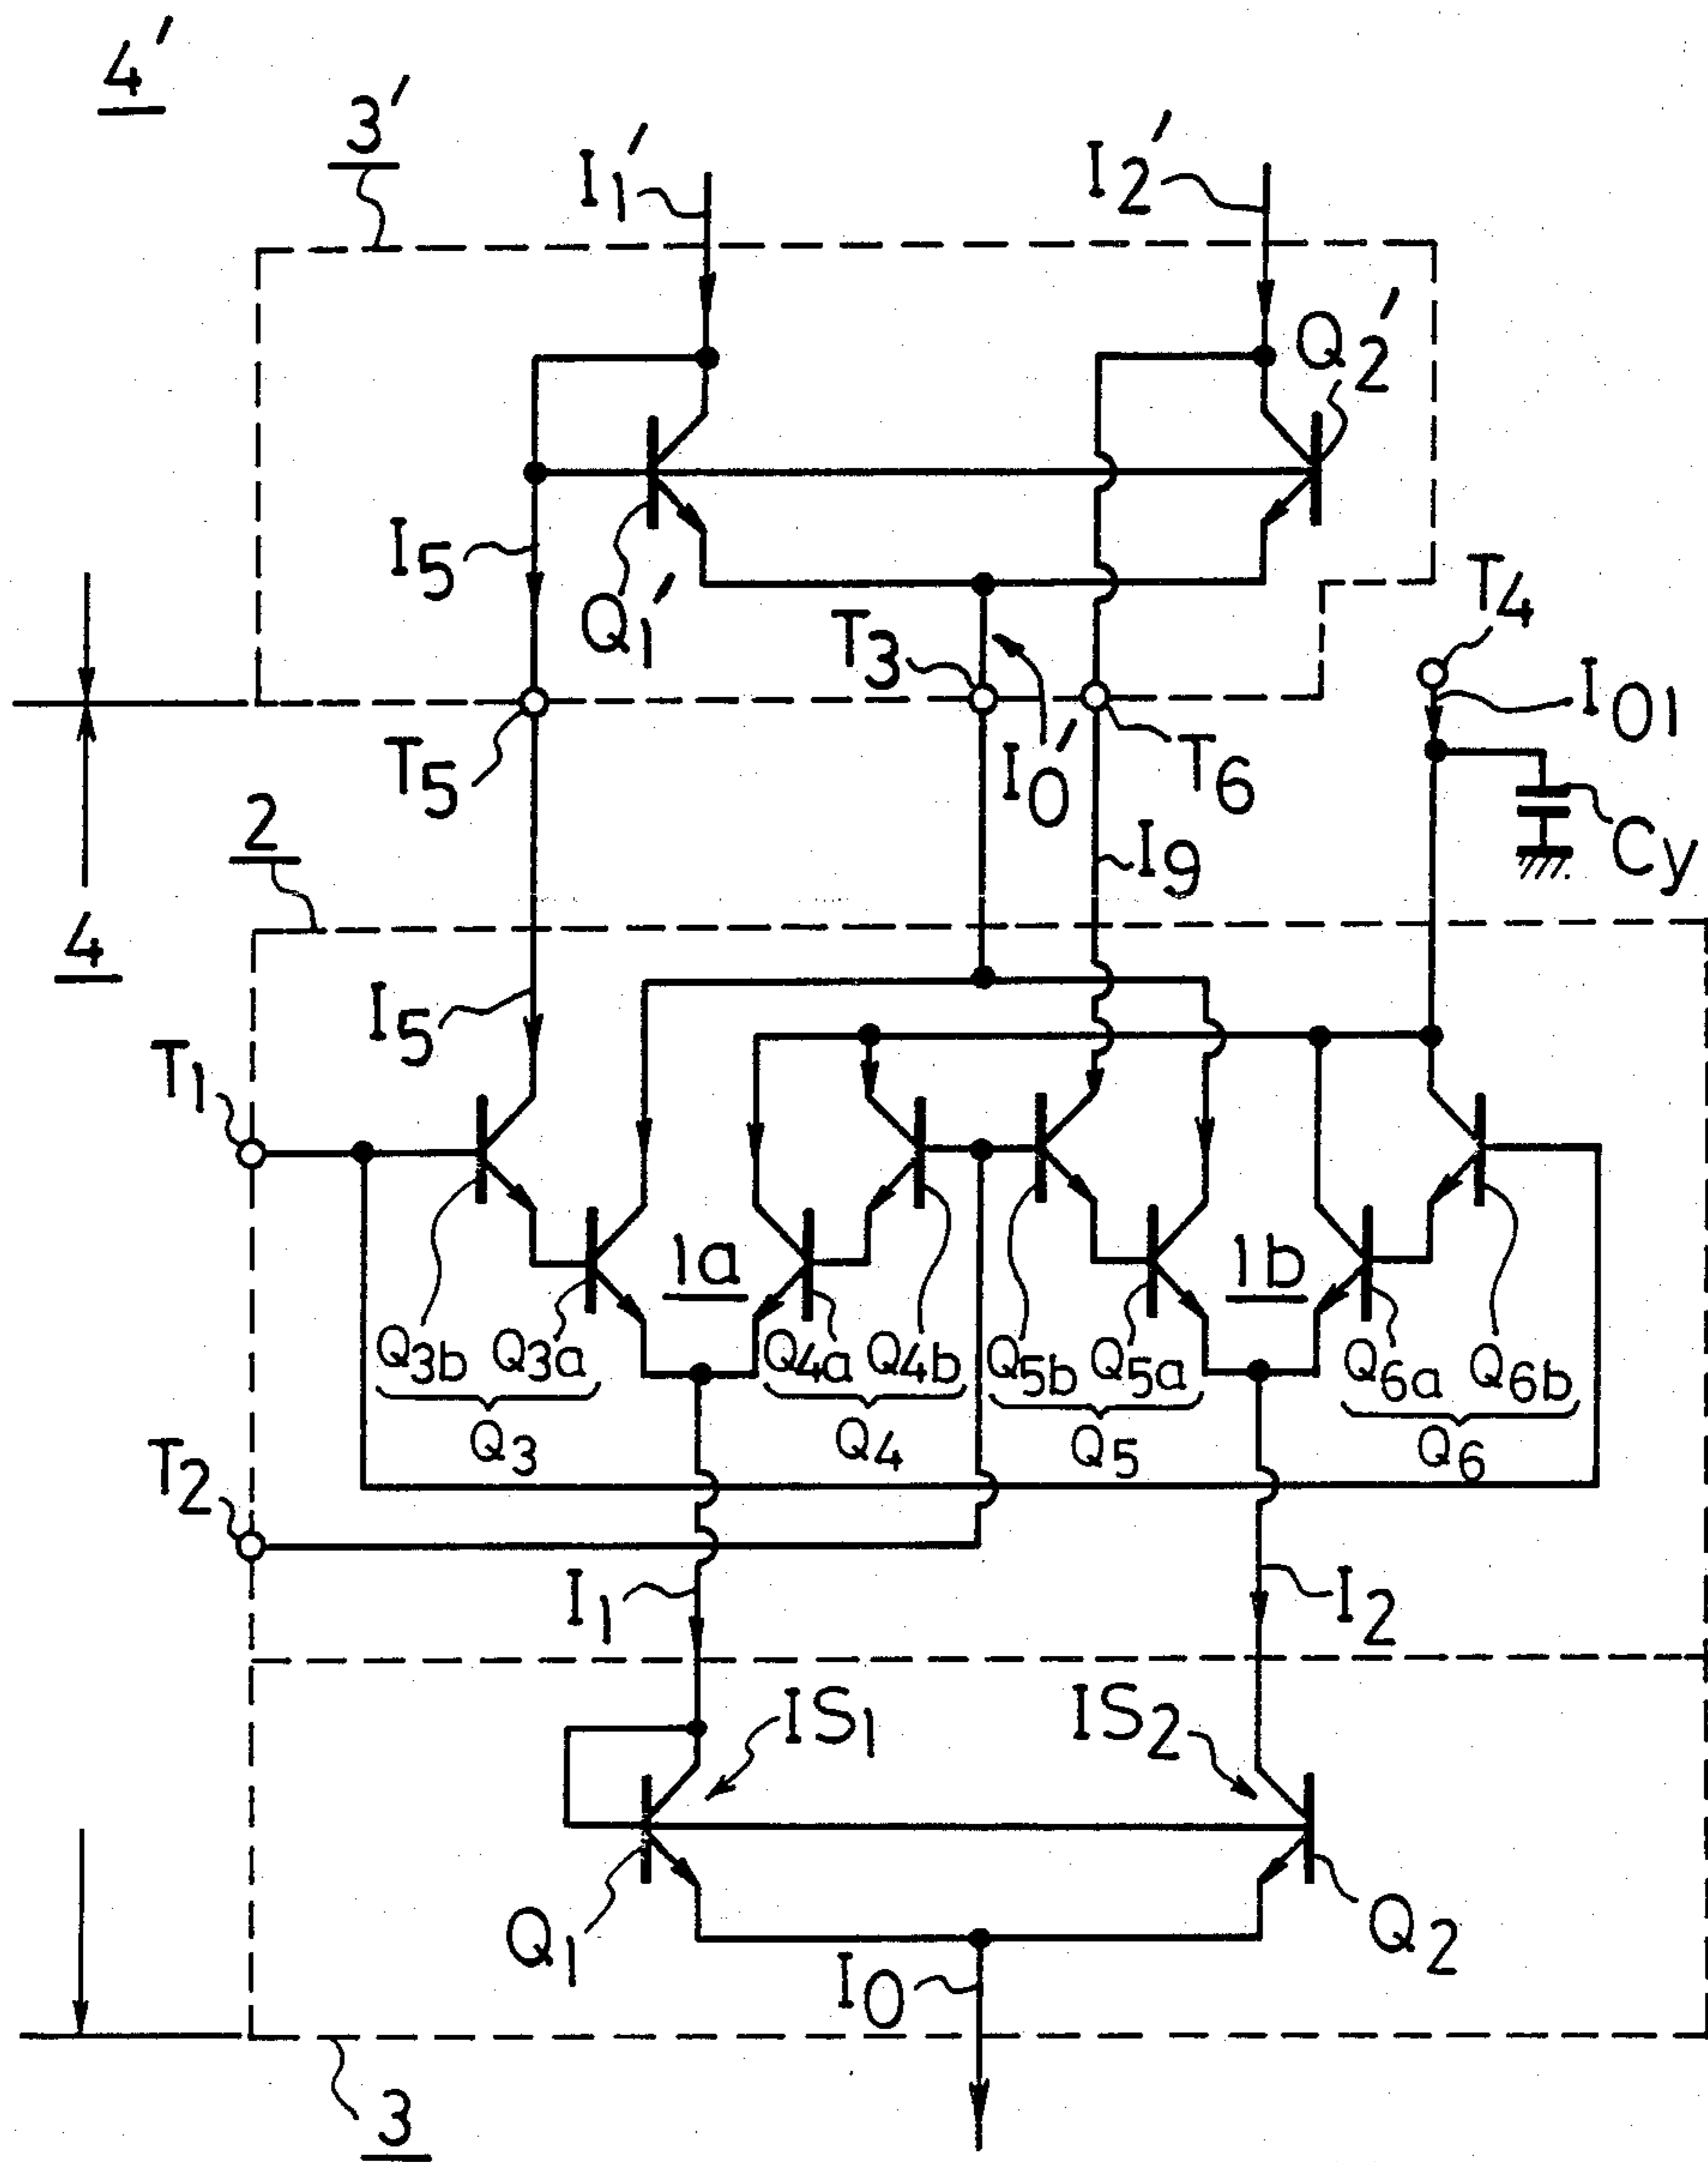 4'
3'
I1'
I2'
Q2'
I5
Q1'
T3
T4
I01
T5
I0'
T6
2
I9
Cy
4
I5
T1
1a
1b
Q3b Q3a Q4a Q4b Q5b Q5a Q6a Q6b
Q3 Q4 Q5 Q6
T2
I1
I2
IS1
IS2
Q1
Q2
I0
3